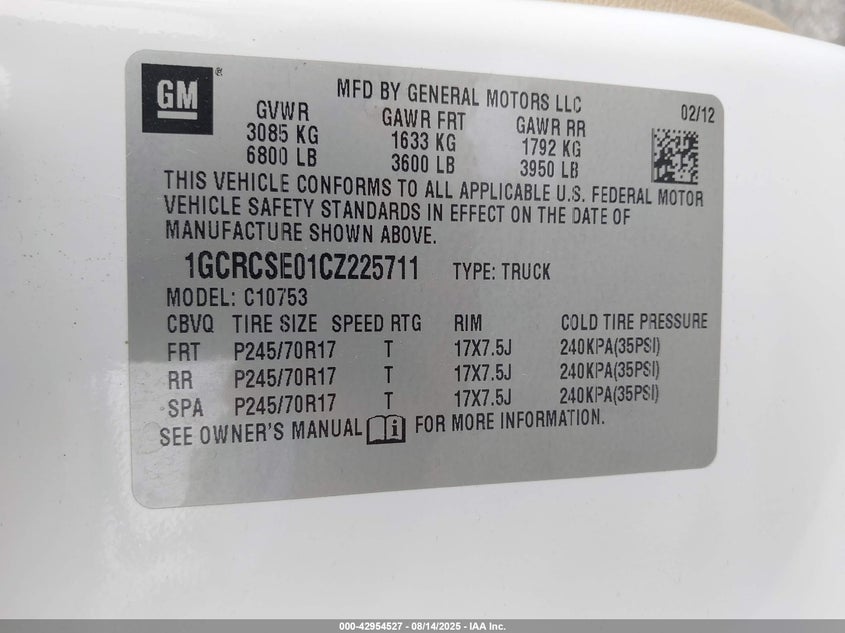 GM®
MFD BY GENERAL MOTORS LLC
02/12
GVWR GAWR FRT GAWR RR
3085 KG 1633 KG 1792 KG
6800 LB 3600 LB 3950 LB
THIS VEHICLE CONFORMS TO ALL APPLICABLE U.S. FEDERAL MOTOR
VEHICLE SAFETY STANDARDS IN EFFECT ON THE DATE OF
MANUFACTURE SHOWN ABOVE.
1GCRCSE01CZ225711 TYPE: TRUCK
MODEL: C10753
CBVQ TIRE SIZE SPEED RTG RIM COLD TIRE PRESSURE
FRT P245/70R17 T 17X7.5J 240KPA(35PSI)
RR P245/70R17 T 17X7.5J 240KPA(35PSI)
SPA P245/70R17 T 17X7.5J 240KPA(35PSI)
SEE OWNER'S MANUAL i FOR MORE INFORMATION.
000-42954527 - 08/14/2025 - IAA Inc.